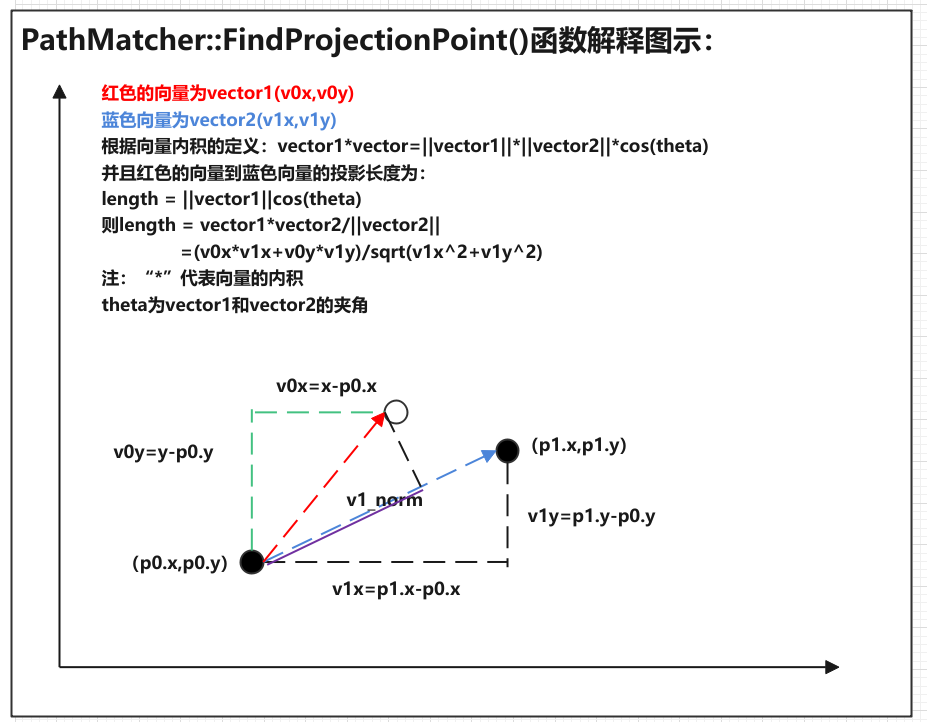 PathMatcher::FindProjectionPoint()函数解释图示：
红色的向量为vector1(v0x,v0y)
蓝色向量为vector2(v1x,v1y)
根据向量内积的定义：vector1*vector=||vector1||*||vector2||*cos(theta)
并且红色的向量到蓝色向量的投影长度为：
length = ||vector1||cos(theta)
则length = vector1*vector2/||vector2||
=(v0x*v1x+v0y*v1y)/sqrt(v1x^2+v1y^2)
注：“*”代表向量的内积
theta为vector1和vector2的夹角
v0x=x-p0.x
v0y=y-p0.y
（p1.x,p1.y）
v1_norm
v1y=p1.y-p0.y
（p0.x,p0.y）
v1x=p1.x-p0.x